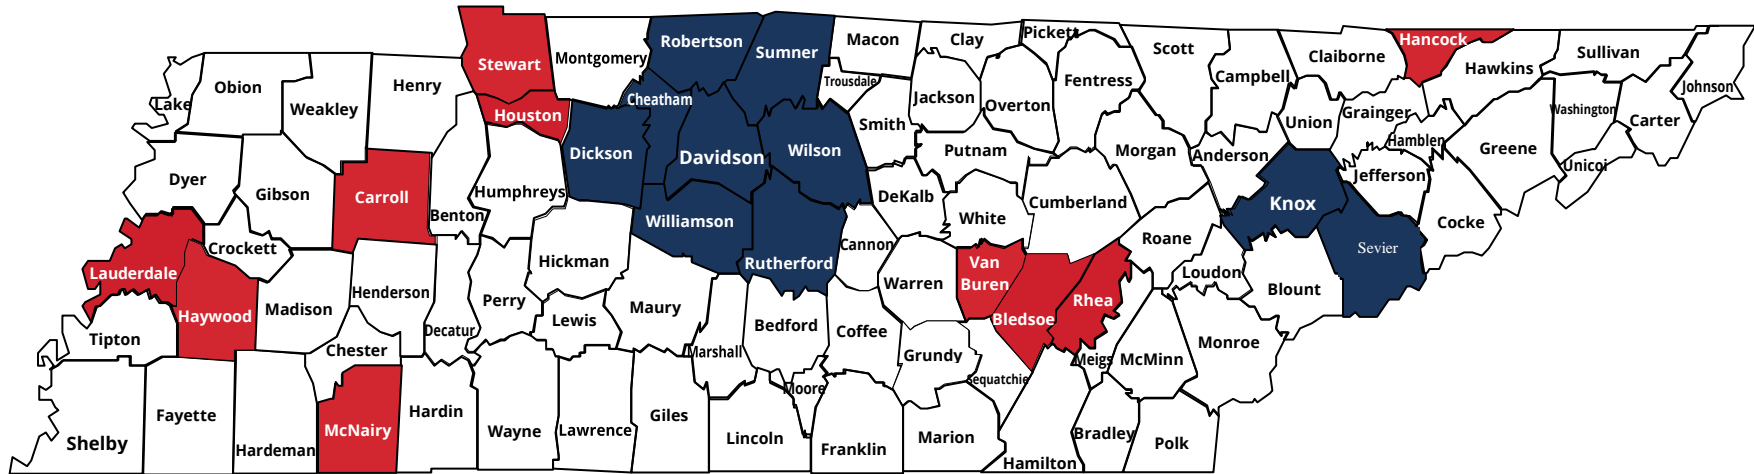 Pickett
Hancock
Robertson
Macon
Clay
Scott
Sumner
Sullivan
Montgomery
Claiborne
Stewart
Hawkins
Campbell
Fentress
Trousdale
Henry
Obion
Johnson
Jackson
Cheatham
Lake
Overton
Weakley
Washington
Grainger
Houston
Carter
Union
Smith
Hamblen
Greene
Putnam
Morgan
Wilson
Dickson
Davidson
Anderson
Unicoi
Jefferson
Dyer
Humphreys
Gibson
DeKalb
Carroll
Cumberland
Knox
Benton
White
Williamson
Cocke
Roane
Cannon
Crockett
Sevier
Hickman
Van
Buren
Rutherford
Loudon
Lauderdale
Warren
Blount
Henderson
Perry
Rhea
Maury
Madison
Haywood
Bledsoe
Lewis
Bedford
Decatur
Coffee
Tipton
Monroe
Chester
Marshall
Grundy
Meigs
McMinn
Sequatchie
Moore
Hardin
Fayette
Giles
McNairy
Wayne
Lawrence
Bradley
Lincoln
Marion
Shelby
Polk
Hardeman
Franklin
Hamilton